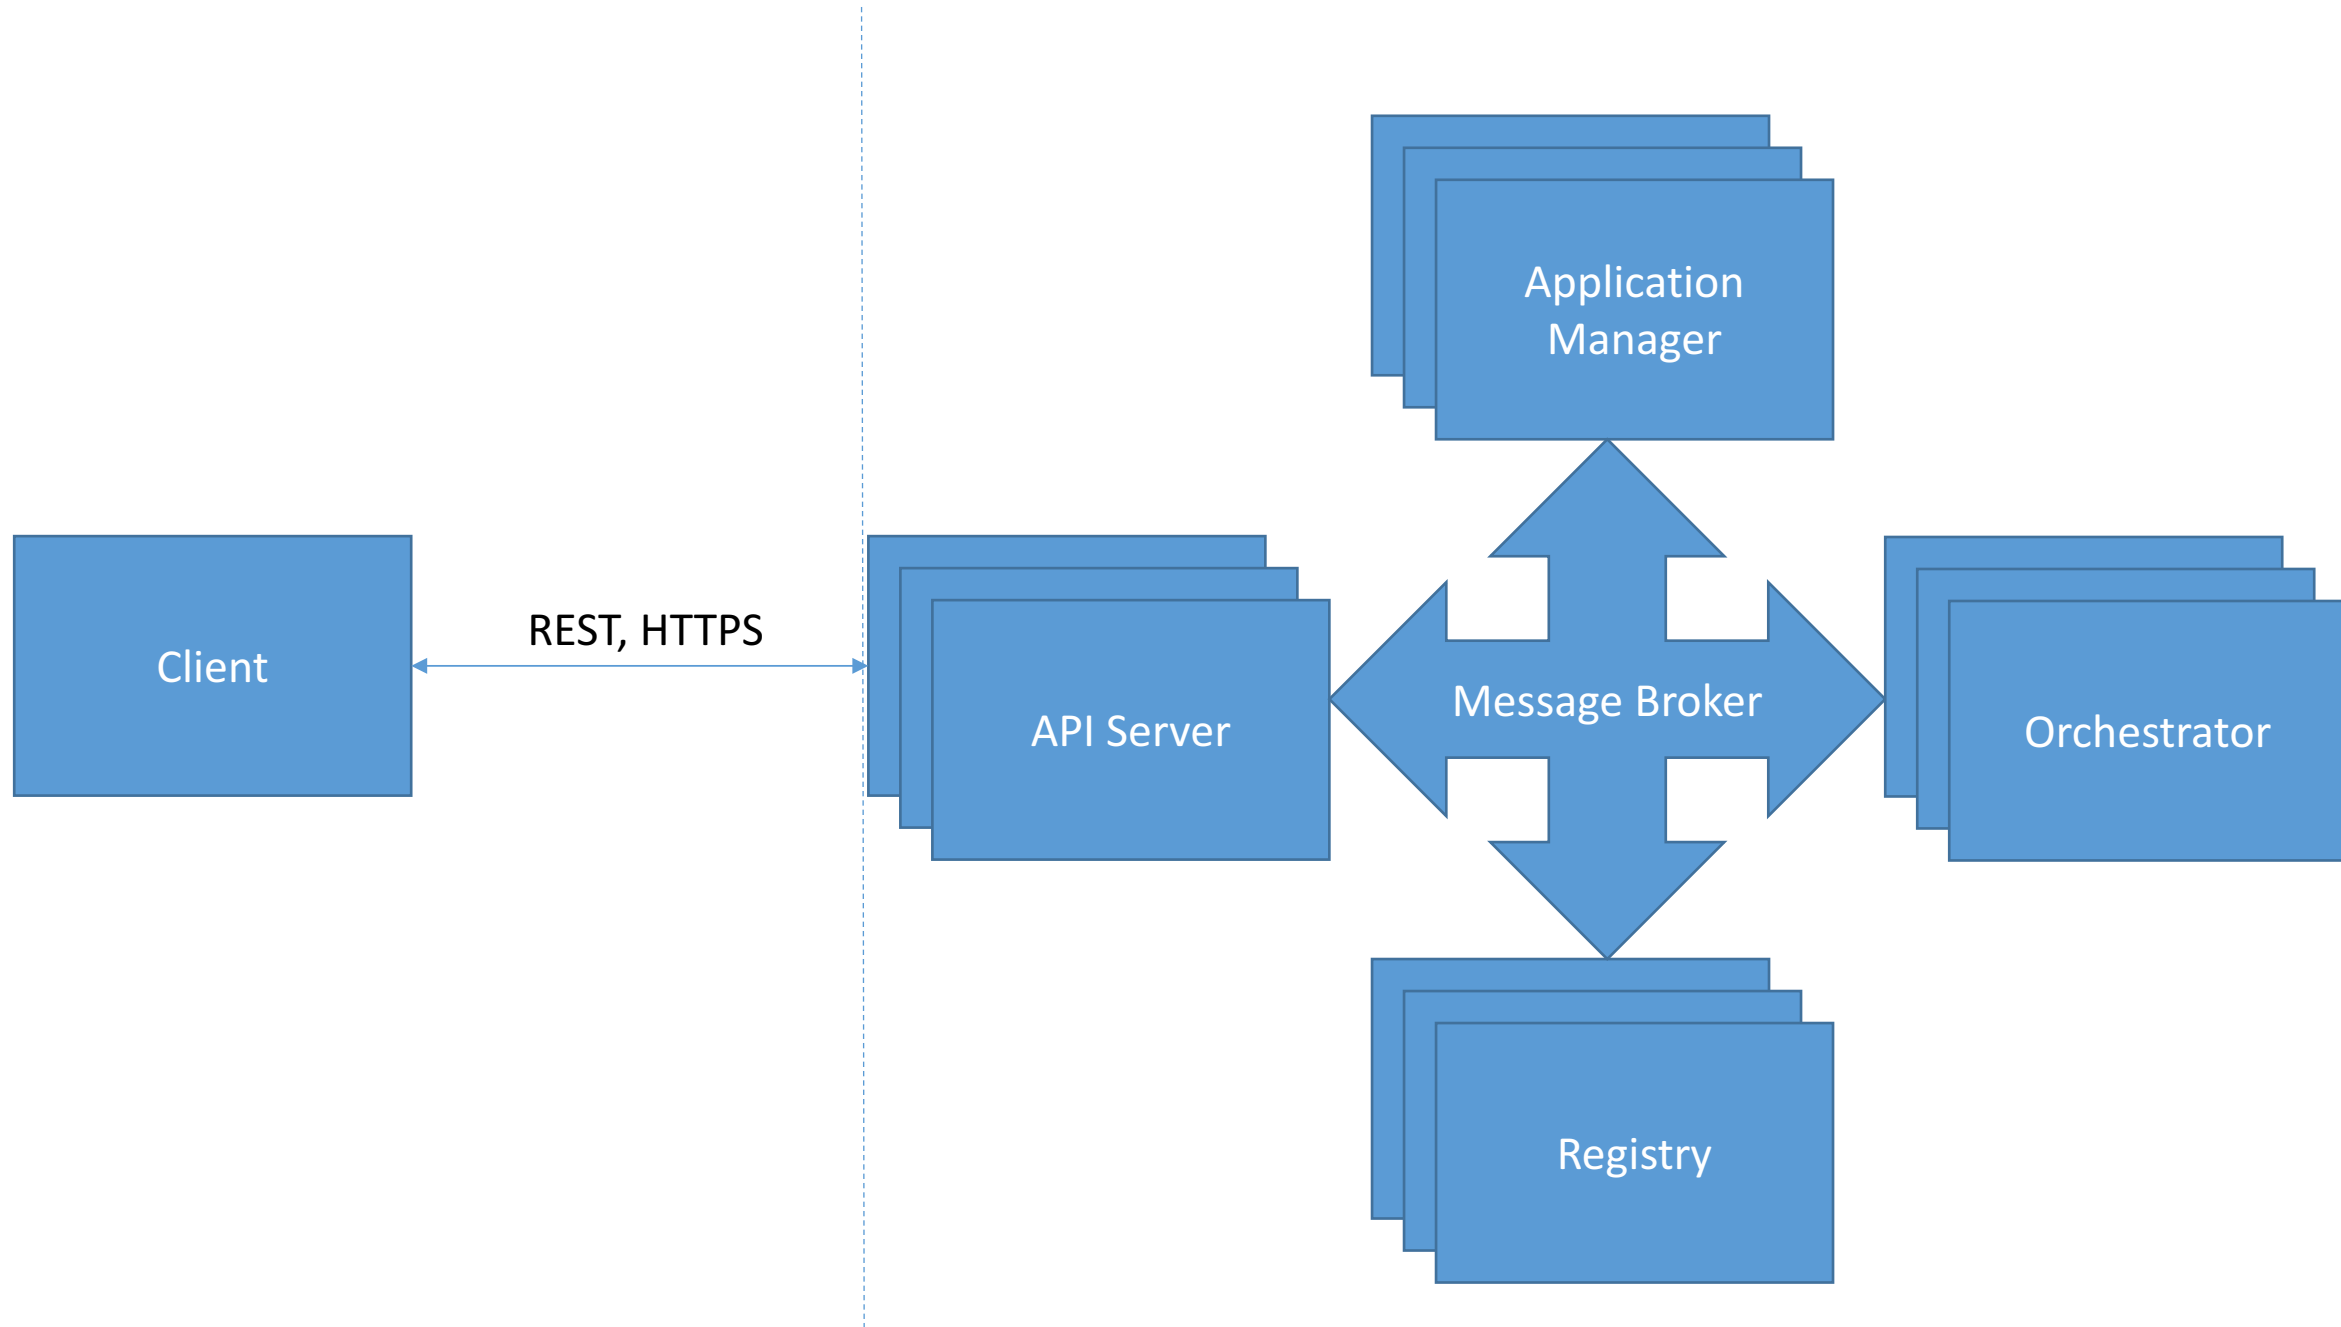 Application
Manager
REST, HTTPS
Client
API Server
Message Broker
Orchestrator
Registry